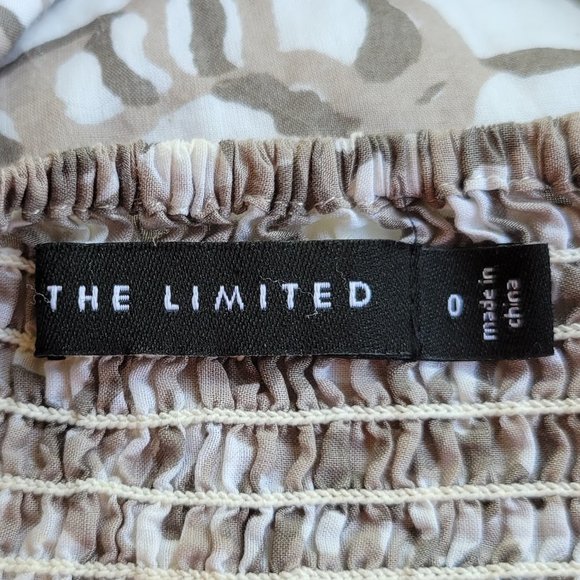 THE LIMITED
0
made in
china